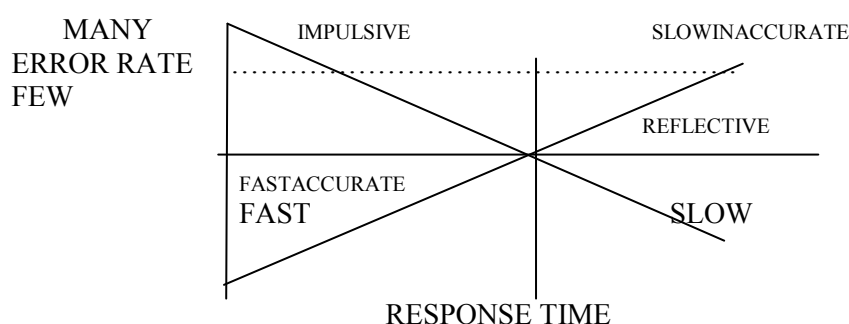 MANY
ERROR RATE
FEW
IMPULSIVE
SLOWINACCURATE
REFLECTIVE
FASTACCURATE
FAST
SLOW
RESPONSE TIME